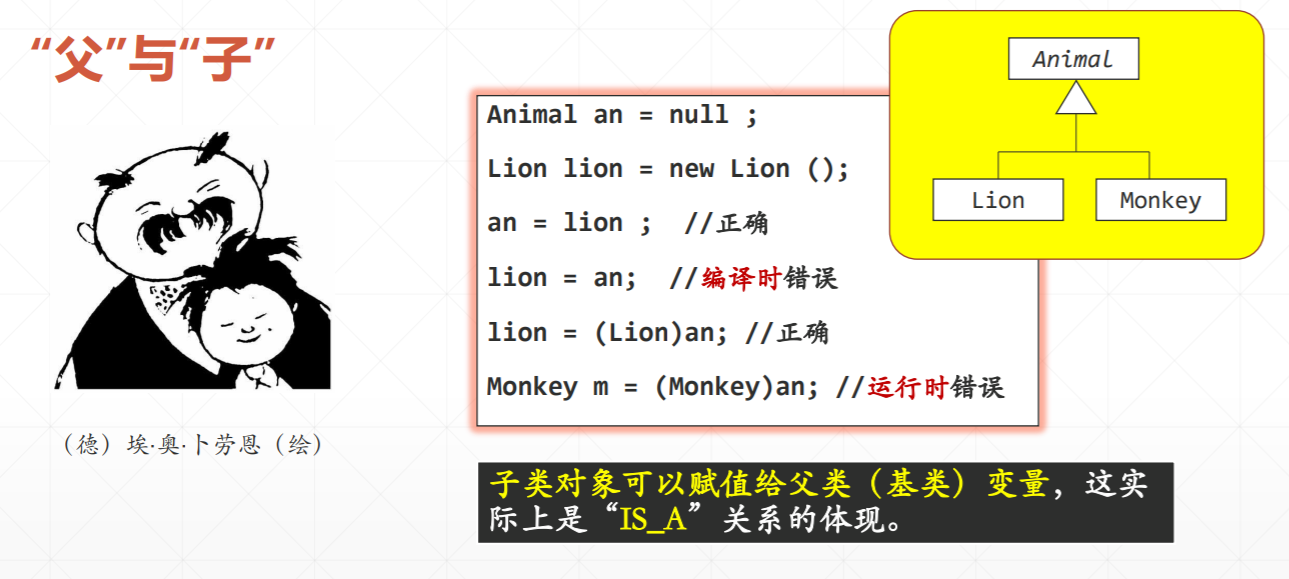 “父”与“子”
Animal
Lion
Monkey
Animal an = null ;
Lion lion = new Lion ();
an = lion ; //正确
lion = an; //编译时错误
lion = (Lion)an; //正确
Monkey m = (Monkey)an; //运行时错误
（德）埃·奥·卜劳恩（绘）
子类对象可以赋值给父类（基类）变量，这实
际上是“IS_A”关系的体现。